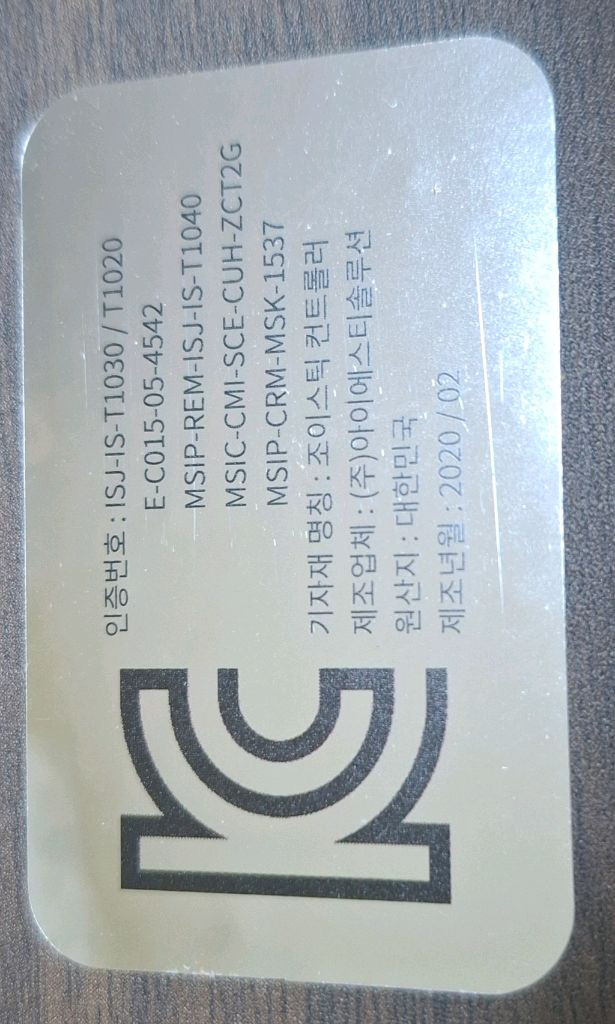 인증번호 : ISJ-IS-T1030 / T1020
E-C015-05-4542
MSIP-REM-ISJ-IS-T1040
MSIC-CMI-SCE-CUH-ZCT2G
MSIP-CRM-MSK-1537
기자재 명칭 : 조이스틱 컨트롤러
제조업체 : (주)아이에스티솔루션
원산지 : 대한민국
제조년월 : 2020 / 02
KC